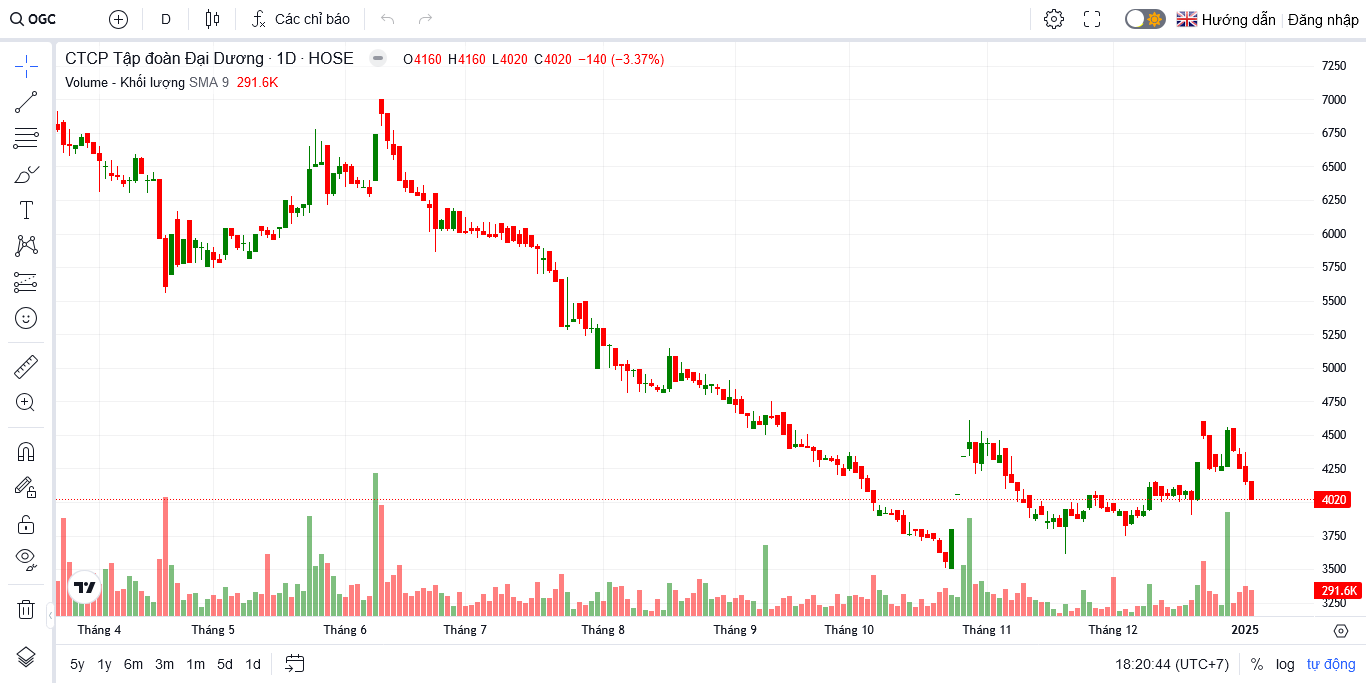 OGC D Các chỉ báo Hướng dẫn Đăng nhập
CTCP Tập đoàn Đại Dương · 1D · HOSE O4160 H4160 L4020 C4020 −140 (−3.37%)
Volume - Khối lượng SMA 9 291.6K
7250
7000
6750
6500
6250
6000
5750
5500
5250
5000
4750
4500
4250
4020
3750
3500
291.6K
3250
Tháng 4 Tháng 5 Tháng 6 Tháng 7 Tháng 8 Tháng 9 Tháng 10 Tháng 11 Tháng 12 2025
5y 1y 6m 3m 1m 5d 1d 18:20:44 (UTC+7) % log tự động